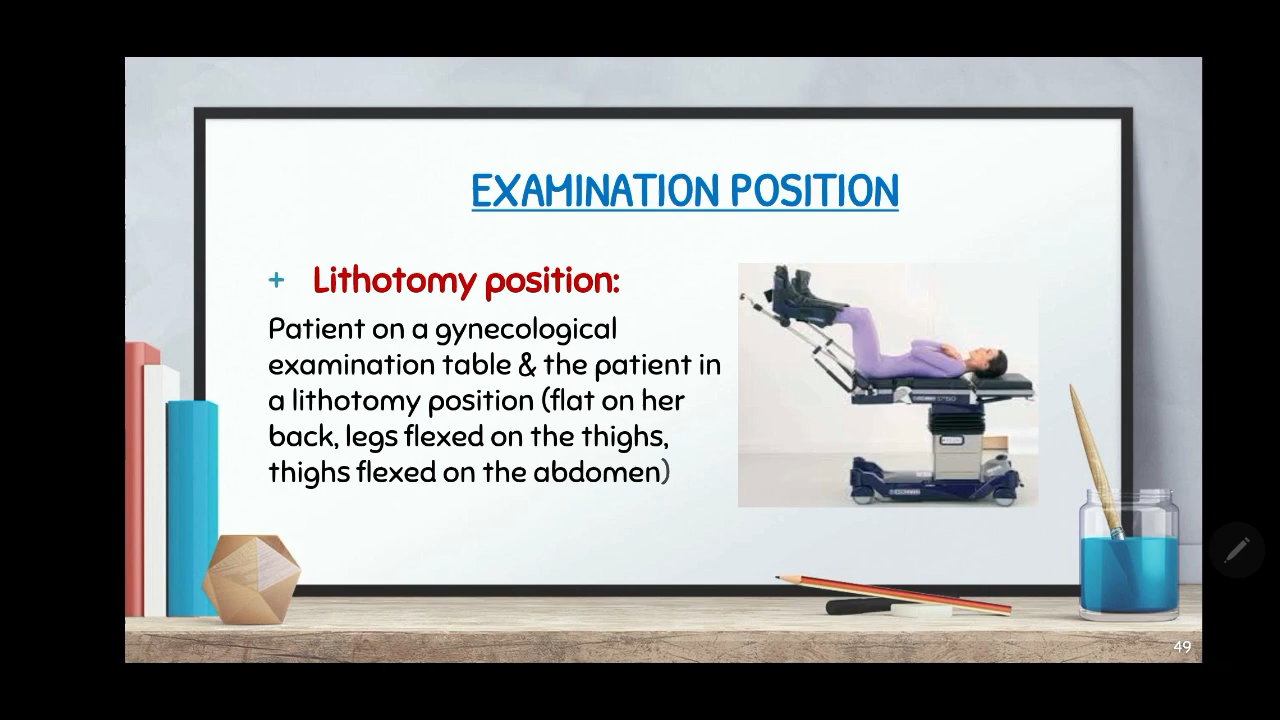 EXAMINATION POSITION
+ Lithotomy position:
Patient on a gynecological
examination table & the patient in
a lithotomy position (flat on her
back, legs flexed on the thighs,
thighs flexed on the abdomen)
49